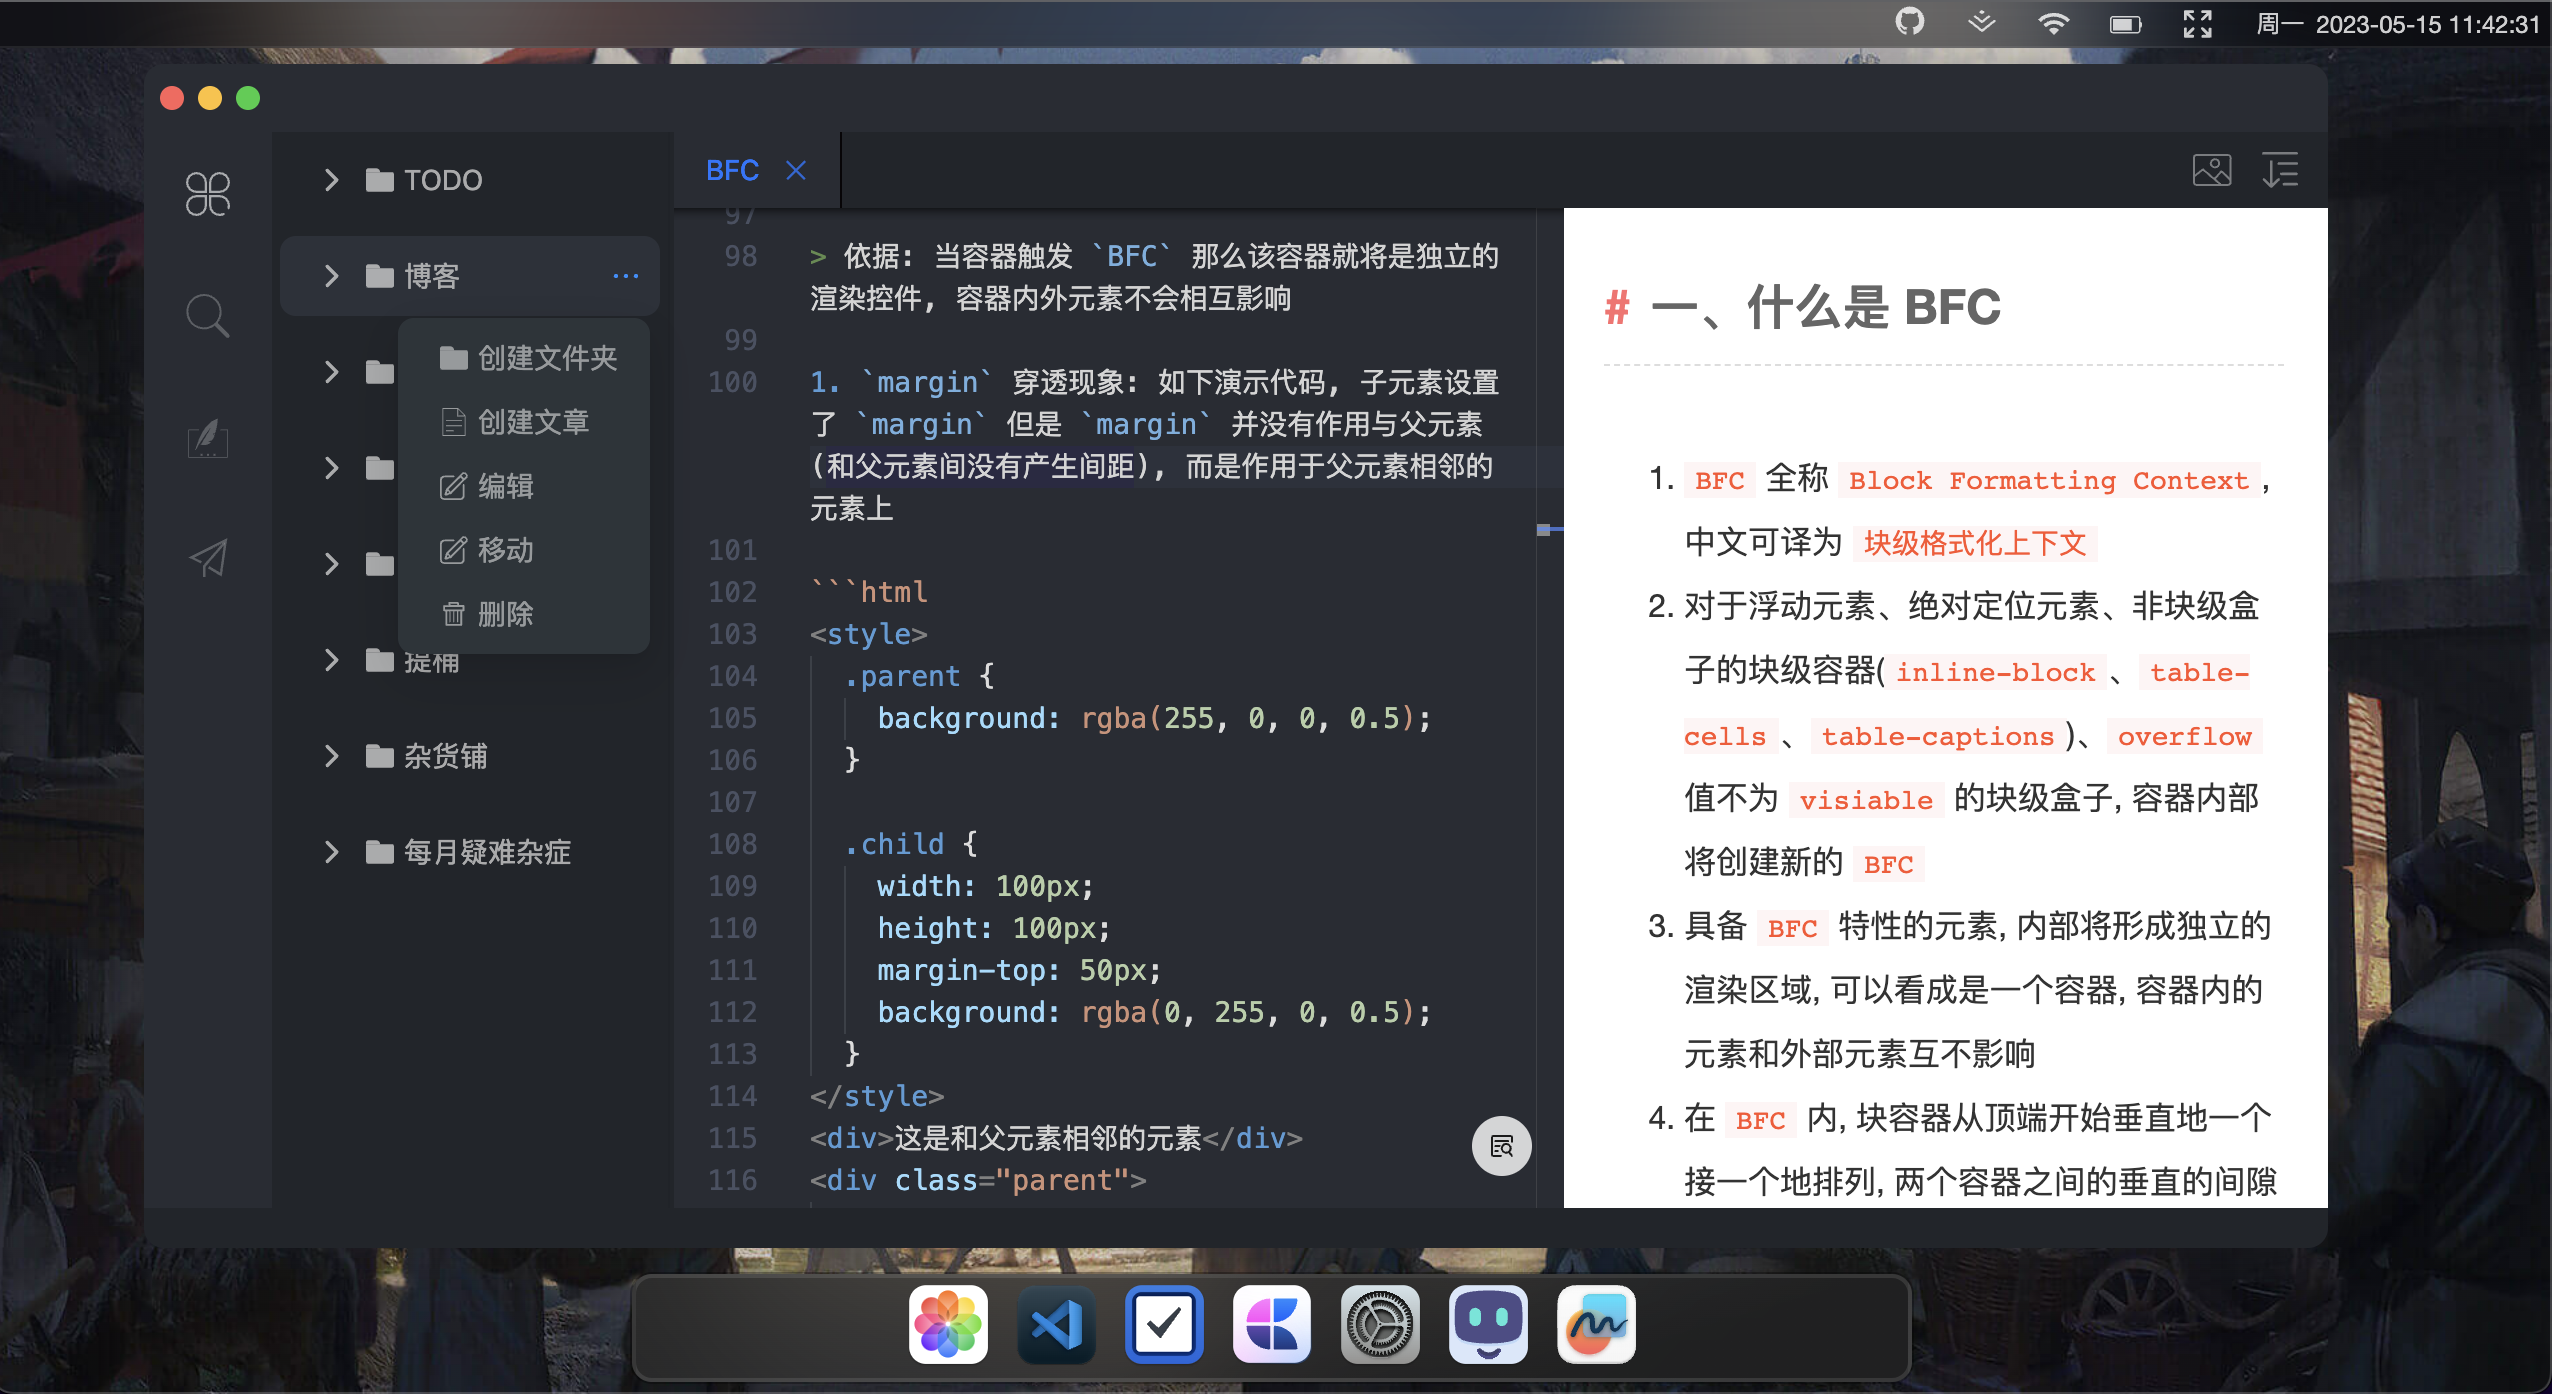 周一 2023-05-15 11:42:31
TODO
博客
创建文件夹
创建文章
编辑
移动
删除
提桶
杂货铺
每月疑难杂症
BFC
97
98 > 依据: 当容器触发 `BFC` 那么该容器就将是独立的
渲染控件, 容器内外元素不会相互影响
99
100 1. `margin` 穿透现象: 如下演示代码, 子元素设置
了 `margin` 但是 `margin` 并没有作用与父元素
(和父元素间没有产生间距), 而是作用于父元素相邻的
元素上
101
102 ```html
103 <style>
104 .parent {
105 background: rgba(255, 0, 0, 0.5);
106 }
107
108 .child {
109 width: 100px;
110 height: 100px;
111 margin-top: 50px;
112 background: rgba(0, 255, 0, 0.5);
113 }
114 </style>
115 <div>这是和父元素相邻的元素</div>
116 <div class="parent">
# 一、什么是 BFC
1. BFC 全称 Block Formatting Context ,
中文可译为 块级格式化上下文
2. 对于浮动元素、绝对定位元素、非块级盒
子的块级容器( inline-block 、 table-
cells 、 table-captions )、 overflow
值不为 visiable 的块级盒子, 容器内部
将创建新的 BFC
3. 具备 BFC 特性的元素, 内部将形成独立的
渲染区域, 可以看成是一个容器, 容器内的
元素和外部元素互不影响
4. 在 BFC 内, 块容器从顶端开始垂直地一个
接一个地排列, 两个容器之间的垂直的间隙